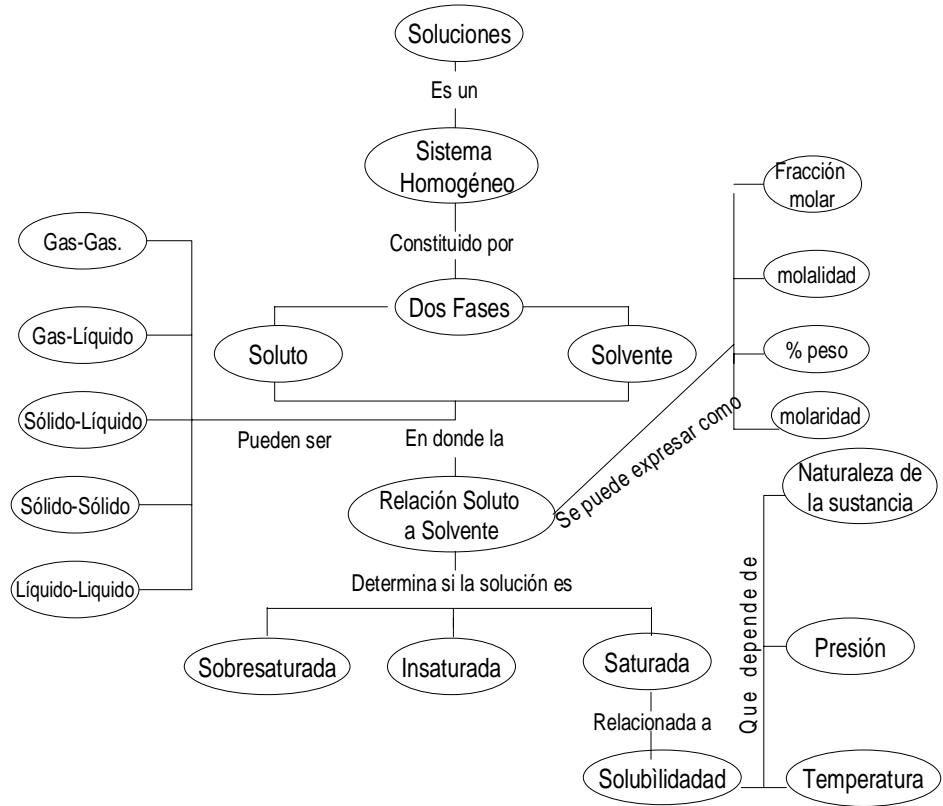 Soluciones
Es un
Sistema
Homogéneo
Constituido por
Dos Fases
Soluto
Solvente
Gas-Gas.
Gas-Líquido
Sólido-Líquido
Sólido-Sólido
Líquido-Liquido
Pueden ser
En donde la
Relación Soluto
a Solvente
Se puede expresar como
Fracción
molar
molalidad
% peso
molaridad
Determina si la solución es
Sobresaturada
Insaturada
Saturada
Relacionada a
Solubìlidadad
Que depende de
Naturaleza de
la sustancia
Presión
Temperatura